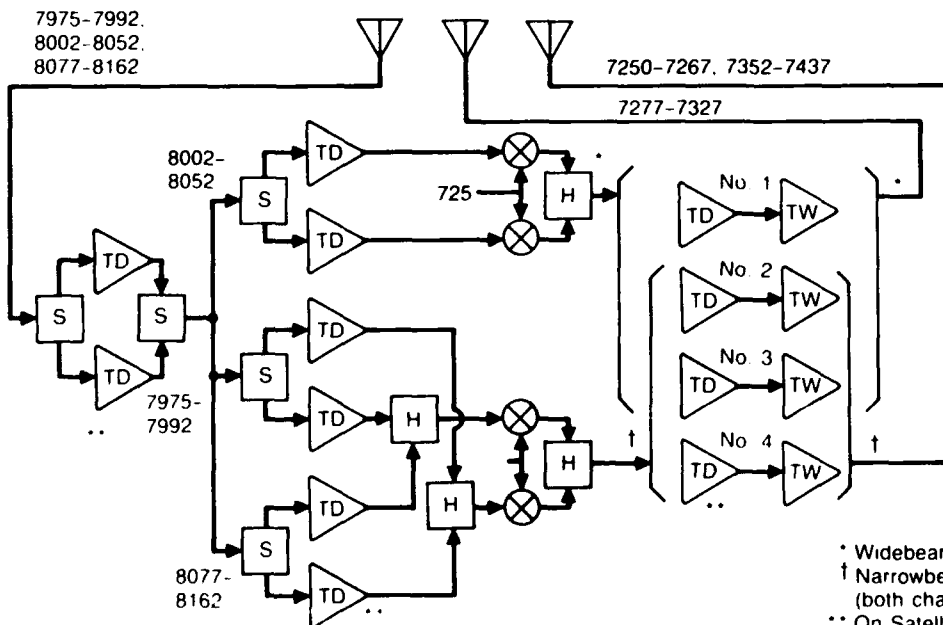 7975-7992,
8002-8052,
8077-8162
7250-7267, 7352-7437
7277-7327
8002-
8052
TD
TD
725
S
H
*
No. 1
TD
TW
*
TD
S
S
TD
7975-
7992
**
No. 2
TD
TW
TD
S
TD
H
No. 3
TD
TW
†
H
†
No. 4
TD
TW
**
TD
H
S
TD
8077-
8162
**
* Widebea
† Narrowbe
(both cha
** On Satell